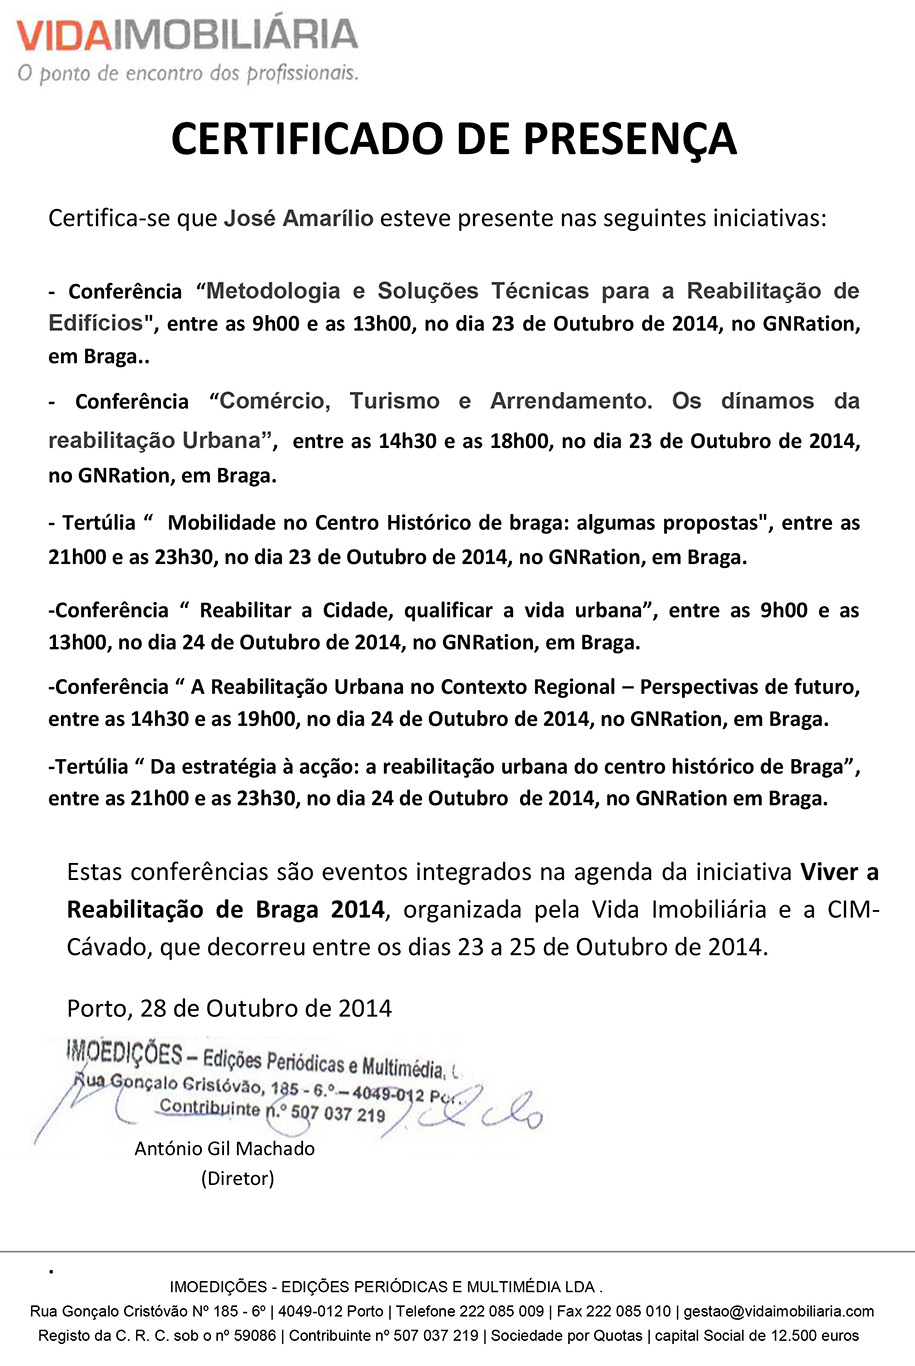 VIDAIMOBILIÁRIA
O ponto de encontro dos profissionais.
CERTIFICADO DE PRESENÇA
Certifica-se que José Amarílio esteve presente nas seguintes iniciativas:
- Conferência “Metodologia e Soluções Técnicas para a Reabilitação de
Edifícios", entre as 9h00 e as 13h00, no dia 23 de Outubro de 2014, no GNRation,
em Braga..
- Conferência “Comércio, Turismo e Arrendamento. Os dínamos da
reabilitação Urbana”, entre as 14h30 e as 18h00, no dia 23 de Outubro de 2014,
no GNRation, em Braga.
- Tertúlia “ Mobilidade no Centro Histórico de braga: algumas propostas", entre as
21h00 e as 23h30, no dia 23 de Outubro de 2014, no GNRation, em Braga.
-Conferência “ Reabilitar a Cidade, qualificar a vida urbana”, entre as 9h00 e as
13h00, no dia 24 de Outubro de 2014, no GNRation, em Braga.
-Conferência “ A Reabilitação Urbana no Contexto Regional – Perspectivas de futuro,
entre as 14h30 e as 19h00, no dia 24 de Outubro de 2014, no GNRation, em Braga.
-Tertúlia “ Da estratégia à acção: a reabilitação urbana do centro histórico de Braga”,
entre as 21h00 e as 23h30, no dia 24 de Outubro de 2014, no GNRation em Braga.
Estas conferências são eventos integrados na agenda da iniciativa Viver a
Reabilitação de Braga 2014, organizada pela Vida Imobiliária e a CIM-
Cávado, que decorreu entre os dias 23 a 25 de Outubro de 2014.
Porto, 28 de Outubro de 2014
IMOEDIÇÕES – Edições Periódicas e Multimédia,
Rua Gonçalo Cristóvão, 185 - 6.º – 4049-012 Por.
Contribuinte n.º 507 037 219
António Gil Machado
(Diretor)
.
IMOEDIÇÕES - EDIÇÕES PERIÓDICAS E MULTIMÉDIA LDA .
Rua Gonçalo Cristóvão Nº 185 - 6º | 4049-012 Porto | Telefone 222 085 009 | Fax 222 085 010 | gestao@vidaimobiliaria.com
Registo da C. R. C. sob o nº 59086 | Contribuinte nº 507 037 219 | Sociedade por Quotas | capital Social de 12.500 euros